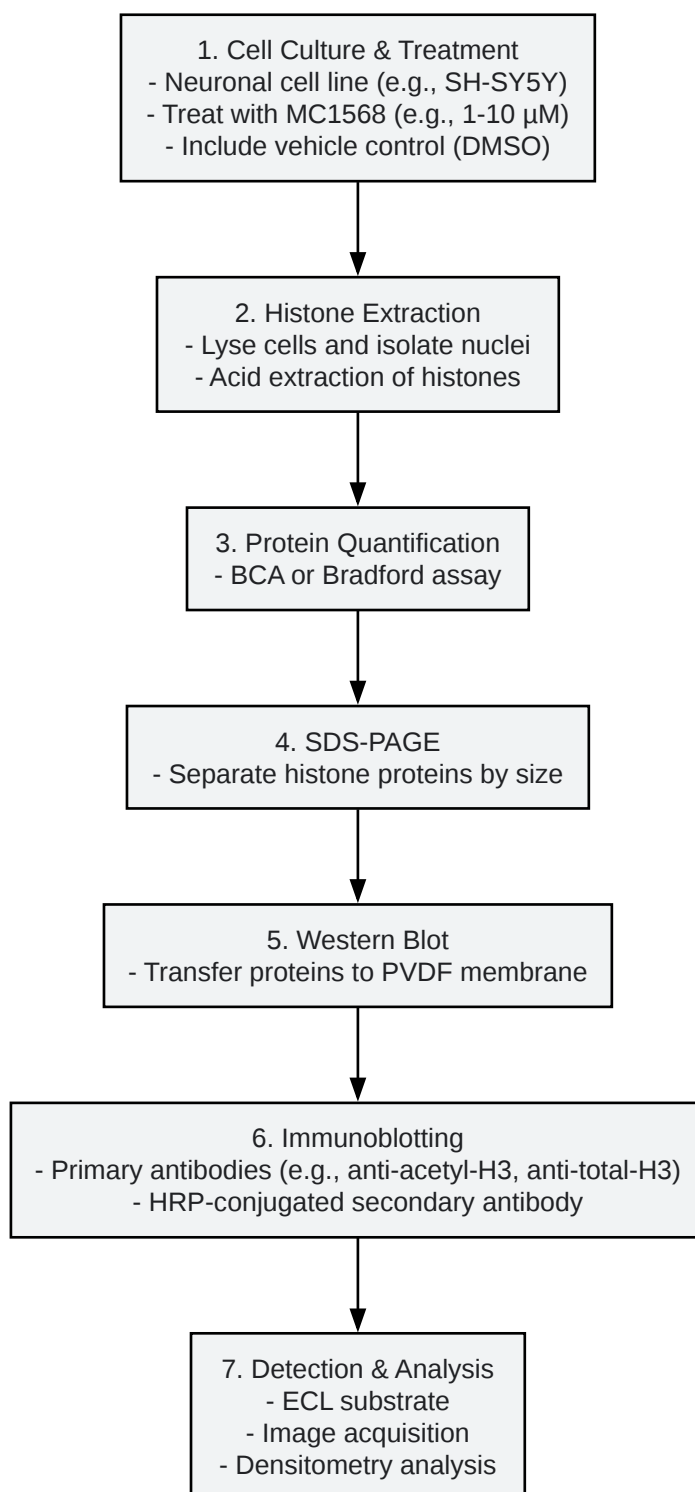 1. Cell Culture & Treatment
- Neuronal cell line (e.g., SH-SY5Y)
- Treat with MC1568 (e.g., 1-10 µM)
- Include vehicle control (DMSO)
2. Histone Extraction
- Lyse cells and isolate nuclei
- Acid extraction of histones
3. Protein Quantification
- BCA or Bradford assay
4. SDS-PAGE
- Separate histone proteins by size
5. Western Blot
- Transfer proteins to PVDF membrane
6. Immunoblotting
- Primary antibodies (e.g., anti-acetyl-H3, anti-total-H3)
- HRP-conjugated secondary antibody
7. Detection & Analysis
- ECL substrate
- Image acquisition
- Densitometry analysis